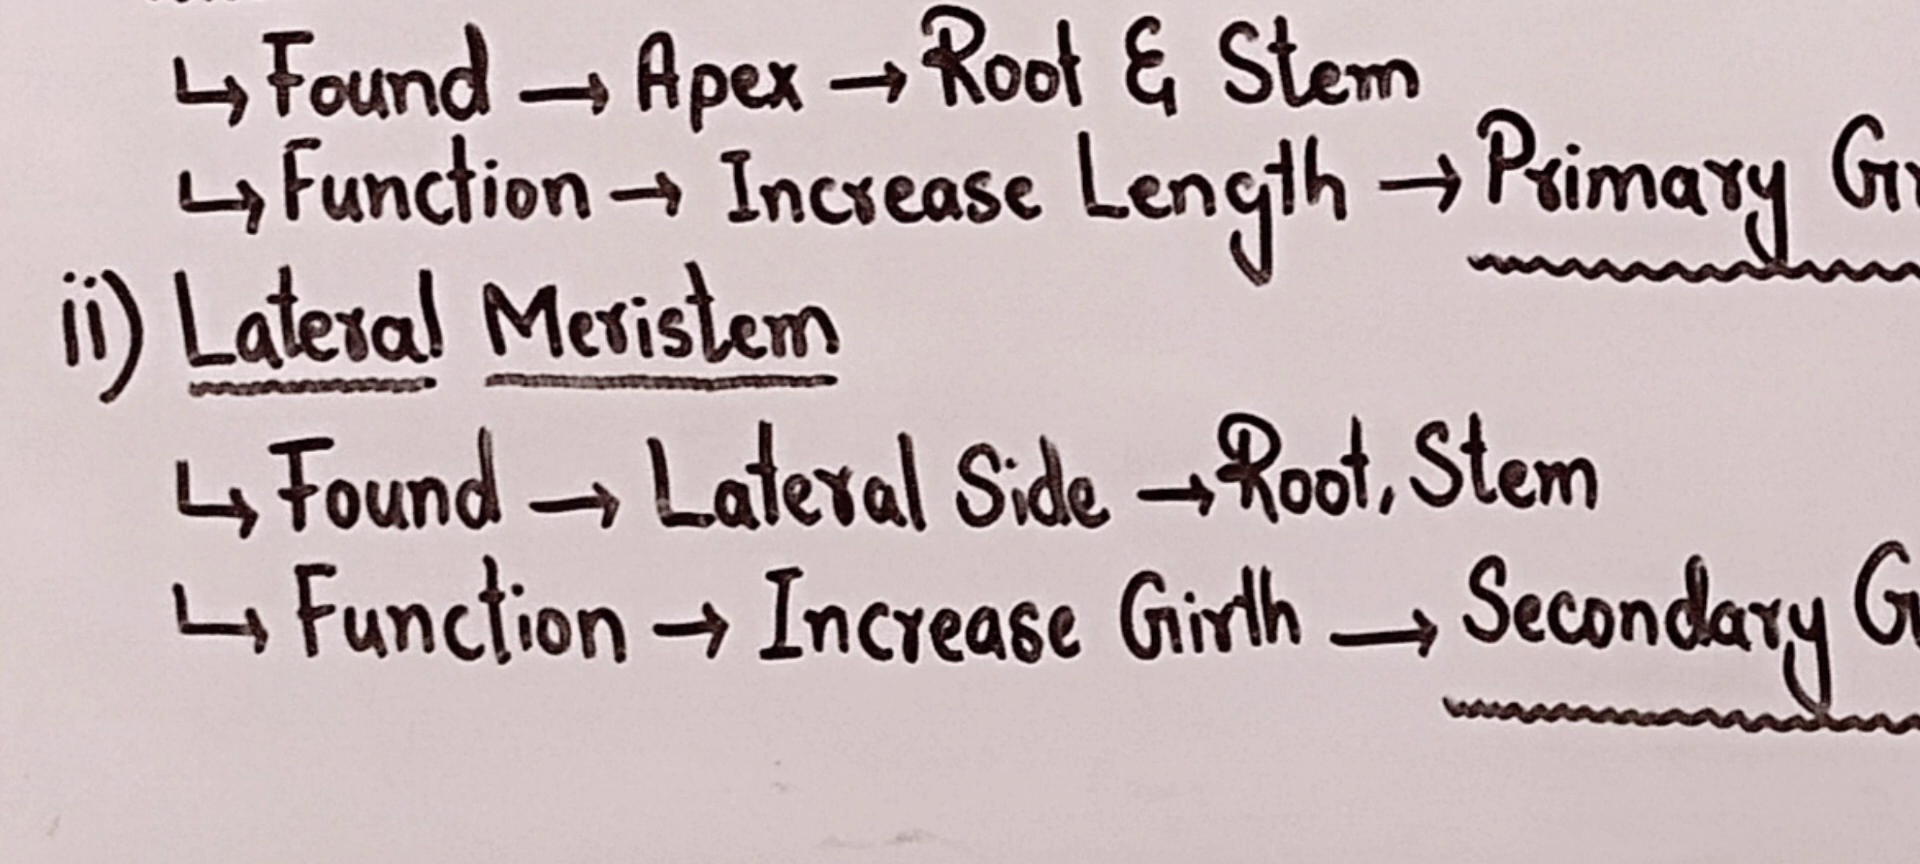 ↳ Found → Apex → Root & Stem
↳ Function → Increase Length → Primary
ii) Lateral Meristem
↳ Found → Lateral Side → Root, Stem
↳ Function → Increase Girth → Secondary